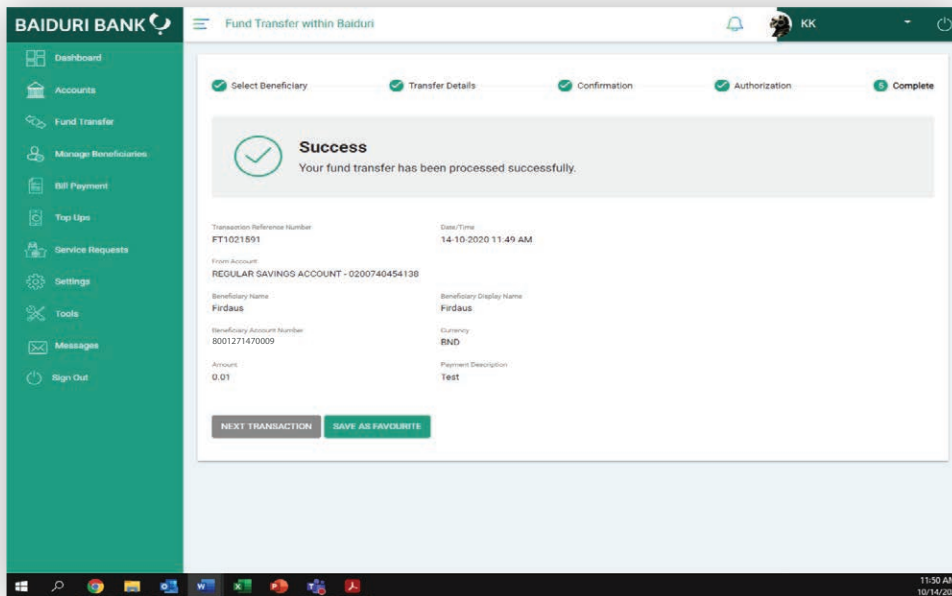 BAIDURI BANK
Fund Transfer within Baiduri
KK
Dashboard
Accounts
Fund Transfer
Manage Beneficiaries
Bill Payment
Top Ups
Service Requests
Settings
Tools
Messages
Sign Out
Select Beneficiary
Transfer Details
Confirmation
Authorization
5 Complete
Success
Your fund transfer has been processed successfully.
Transaction Reference Number
Date/Time
FT1021591
14-10-2020 11:49 AM
From Account
REGULAR SAVINGS ACCOUNT - 0200740454138
Beneficiary Name
Beneficiary Display Name
Firdaus
Firdaus
Beneficiary Account Number
Currency
8001271470009
BND
Amount
Payment Description
0.01
Test
NEXT TRANSACTION
SAVE AS FAVOURITE
11:50 AM
10/14/20